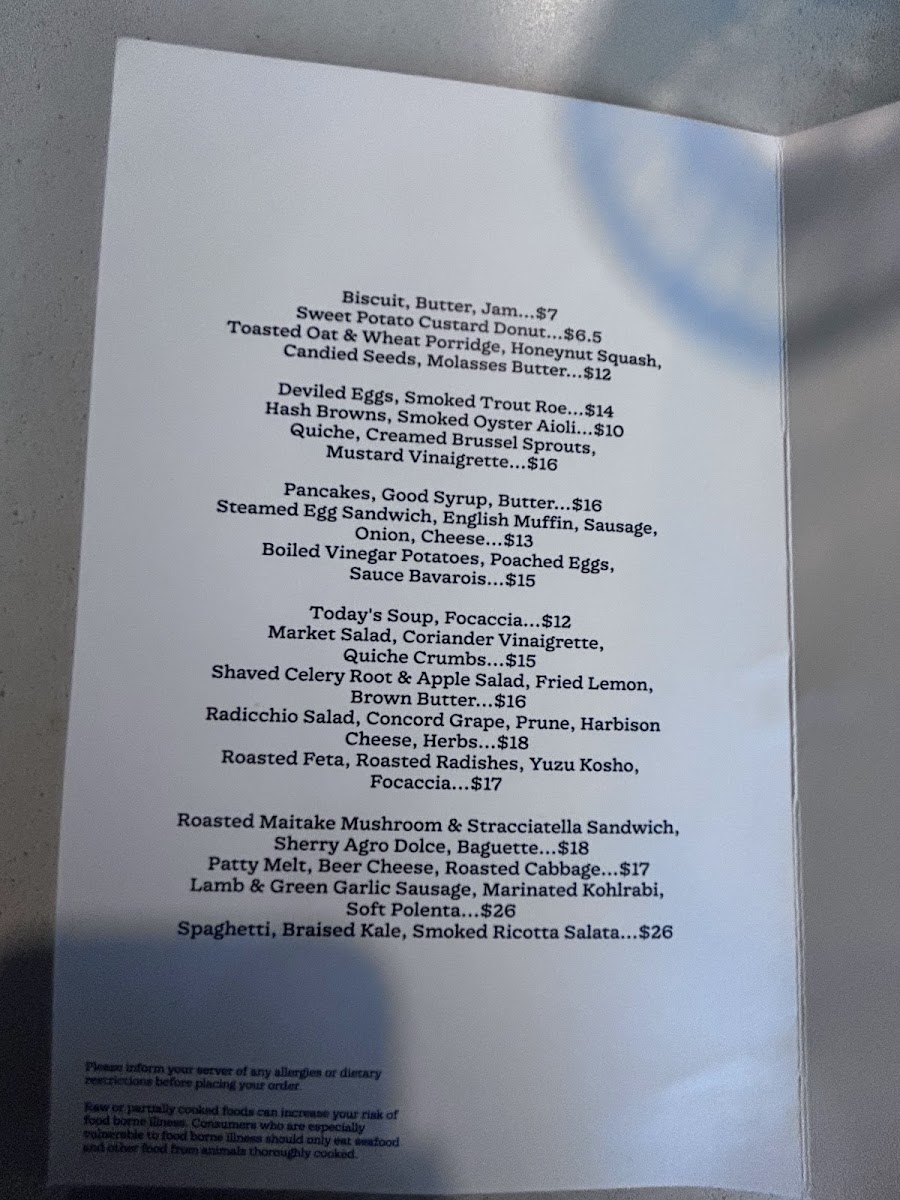 Biscuit, Butter, Jam...$7
Sweet Potato Custard Donut...$6.5
Toasted Oat & Wheat Porridge, Honeynut Squash,
Candied Seeds, Molasses Butter...$12
Deviled Eggs, Smoked Trout Roe...$14
Hash Browns, Smoked Oyster Aioli...$10
Quiche, Creamed Brussel Sprouts,
Mustard Vinaigrette...$16
Pancakes, Good Syrup, Butter...$16
Steamed Egg Sandwich, English Muffin, Sausage,
Onion, Cheese...$13
Boiled Vinegar Potatoes, Poached Eggs,
Sauce Bavarois...$15
Today's Soup, Focaccia...$12
Market Salad, Coriander Vinaigrette,
Quiche Crumbs...$15
Shaved Celery Root & Apple Salad, Fried Lemon,
Brown Butter...$16
Radicchio Salad, Concord Grape, Prune, Harbison
Cheese, Herbs...$18
Roasted Feta, Roasted Radishes, Yuzu Kosho,
Focaccia...$17
Roasted Maitake Mushroom & Stracciatella Sandwich,
Sherry Agro Dolce, Baguette...$18
Patty Melt, Beer Cheese, Roasted Cabbage...$17
Lamb & Green Garlic Sausage, Marinated Kohlrabi,
Soft Polenta...$26
Spaghetti, Braised Kale, Smoked Ricotta Salata...$26
Please inform your server of any allergies or dietary
restrictions before placing your order.
Raw or partially cooked foods can increase your risk of
food borne illness. Consumers who are especially
vulnerable to food borne illness should only eat seafood
and other food from animals thoroughly cooked.